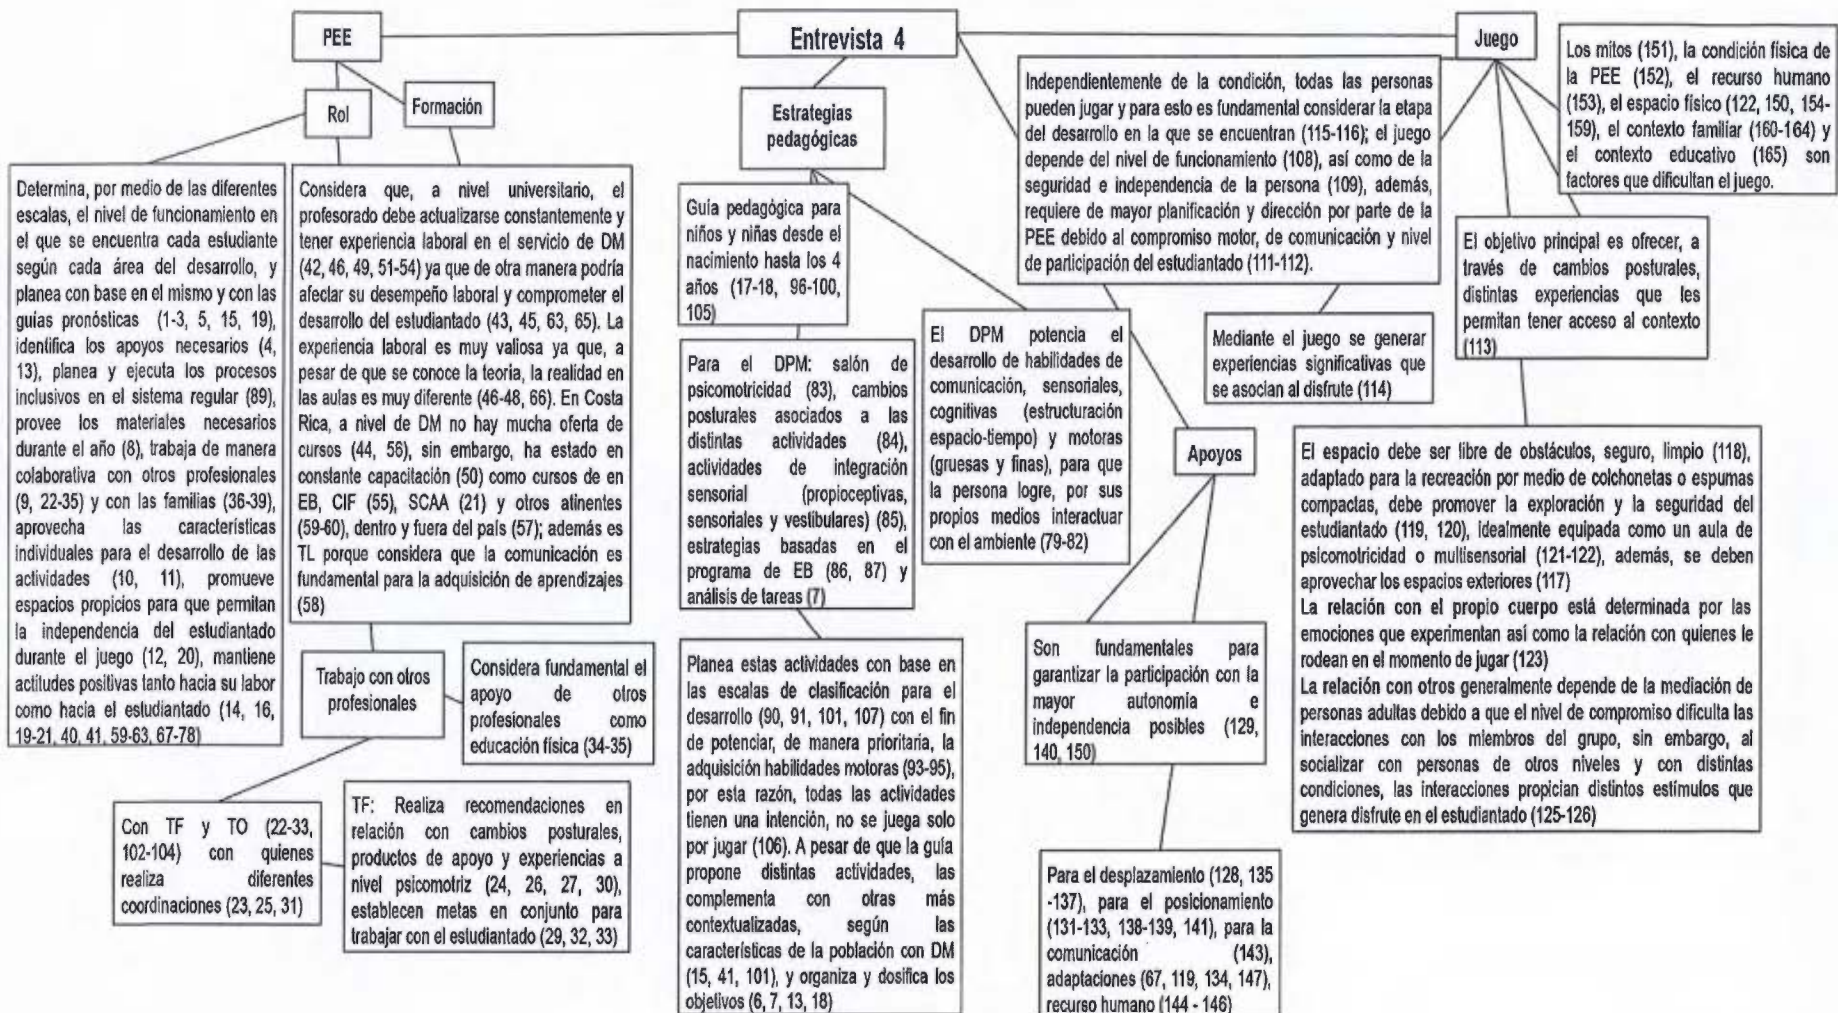 Entrevista 4
PEE
Rol
Formación
Determina, por medio de las diferentes
escalas, el nivel de funcionamiento en
el que se encuentra cada estudiante
según cada área del desarrollo, y
planea con base en el mismo y con las
guías pronósticas (1-3, 5, 15, 19),
identifica los apoyos necesarios (4,
13), planea y ejecuta los procesos
inclusivos en el sistema regular (89),
provee los materiales necesarios
durante el año (8), trabaja de manera
colaborativa con otros profesionales
(9, 22-35) y con las familias (36-39),
aprovecha las características
individuales para el desarrollo de las
actividades (10, 11), promueve
espacios propicios para que permitan
la independencia del estudiantado
durante el juego (12, 20), mantiene
actitudes positivas tanto hacia su labor
como hacia el estudiantado (14, 16,
19-21, 40, 41, 59-63, 67-78)
Considera que, a nivel universitario, el
profesorado debe actualizarse constantemente y
tener experiencia laboral en el servicio de DM
(42, 46, 49, 51-54) ya que de otra manera podría
afectar su desempeño laboral y comprometer el
desarrollo del estudiantado (43, 45, 63, 65). La
experiencia laboral es muy valiosa ya que, a
pesar de que se conoce la teoría, la realidad en
las aulas es muy diferente (46-48, 66). En Costa
Rica, a nivel de DM no hay mucha oferta de
cursos (44, 56), sin embargo, ha estado en
constante capacitación (50) como cursos de en
EB, CIF (55), SCAA (21) y otros atinentes
(59-60), dentro y fuera del país (57); además es
TL porque considera que la comunicación es
fundamental para la adquisición de aprendizajes
(58)
Trabajo con otros
profesionales
Considera fundamental el
apoyo de otros
profesionales como
educación física (34-35)
Con TF y TO (22-33,
102-104) con quienes
realiza diferentes
coordinaciones (23, 25, 31)
TF: Realiza recomendaciones en
relación con cambios posturales,
productos de apoyo y experiencias a
nivel psicomotriz (24, 26, 27, 30),
establecen metas en conjunto para
trabajar con el estudiantado (29, 32, 33)
Estrategias
pedagógicas
Guía pedagógica para
niños y niñas desde el
nacimiento hasta los 4
años (17-18, 96-100,
105)
Para el DPM: salón de
psicomotricidad (83), cambios
posturales asociados a las
distintas actividades (84),
actividades de integración
sensorial (propioceptivas,
sensoriales y vestibulares) (85),
estrategias basadas en el
programa de EB (86, 87) y
análisis de tareas (7)
El DPM potencia el
desarrollo de habilidades de
comunicación, sensoriales,
cognitivas (estructuración
espacio-tiempo) y motoras
(gruesas y finas), para que
la persona logre, por sus
propios medios interactuar
con el ambiente (79-82)
Planea estas actividades con base en
las escalas de clasificación para el
desarrollo (90, 91, 101, 107) con el fin
de potenciar, de manera prioritaria, la
adquisición habilidades motoras (93-95),
por esta razón, todas las actividades
tienen una intención, no se juega solo
por jugar (106). A pesar de que la guía
propone distintas actividades, las
complementa con otras más
contextualizadas, según las
características de la población con DM
(15, 41, 101), y organiza y dosifica los
objetivos (6, 7, 13, 18)
Apoyos
Son fundamentales para
garantizar la participación con la
mayor autonomía e
independencia posibles (129,
140, 150)
Para el desplazamiento (128, 135
-137), para el posicionamiento
(131-133, 138-139, 141), para la
comunicación (143),
adaptaciones (67, 119, 134, 147),
recurso humano (144 - 146)
Juego
Independientemente de la condición, todas las personas
pueden jugar y para esto es fundamental considerar la etapa
del desarrollo en la que se encuentran (115-116); el juego
depende del nivel de funcionamiento (108), así como de la
seguridad e independencia de la persona (109), además,
requiere de mayor planificación y dirección por parte de la
PEE debido al compromiso motor, de comunicación y nivel
de participación del estudiantado (111-112).
Mediante el juego se generar
experiencias significativas que
se asocian al disfrute (114)
Los mitos (151), la condición física de
la PEE (152), el recurso humano
(153), el espacio físico (122, 150, 154-
159), el contexto familiar (160-164) y
el contexto educativo (165) son
factores que dificultan el juego.
El objetivo principal es ofrecer, a
través de cambios posturales,
distintas experiencias que les
permitan tener acceso al contexto
(113)
El espacio debe ser libre de obstáculos, seguro, limpio (118),
adaptado para la recreación por medio de colchonetas o espumas
compactas, debe promover la exploración y la seguridad del
estudiantado (119, 120), idealmente equipada como un aula de
psicomotricidad o multisensorial (121-122), además, se deben
aprovechar los espacios exteriores (117)
La relación con el propio cuerpo está determinada por las
emociones que experimentan así como la relación con quienes le
rodean en el momento de jugar (123)
La relación con otros generalmente depende de la mediación de
personas adultas debido a que el nivel de compromiso dificulta las
interacciones con los miembros del grupo, sin embargo, al
socializar con personas de otros niveles y con distintas
condiciones, las interacciones propician distintos estímulos que
genera disfrute en el estudiantado (125-126)